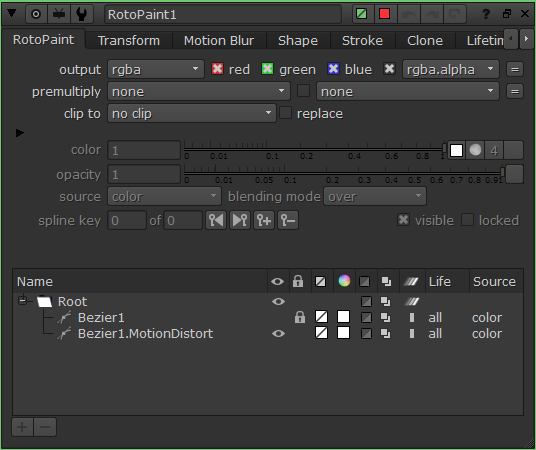 RotoPaint1 ?
RotoPaint Transform Motion Blur Shape Stroke Clone Lifetim
output rgba red green blue rgba.alpha =
premultiply none none =
clip to no clip replace
color 1 0 0.01 0.1 0.2 0.4 0.6 0.8 1 4
opacity 1 0 0.01 0.05 0.1 0.2 0.3 0.4 0.5 0.6 0.7 0.8 0.91
source color blending mode over
spline key 0 of 0 visible locked
Name Life Source
Root
Bezier1 all color
Bezier1.MotionDistort all color